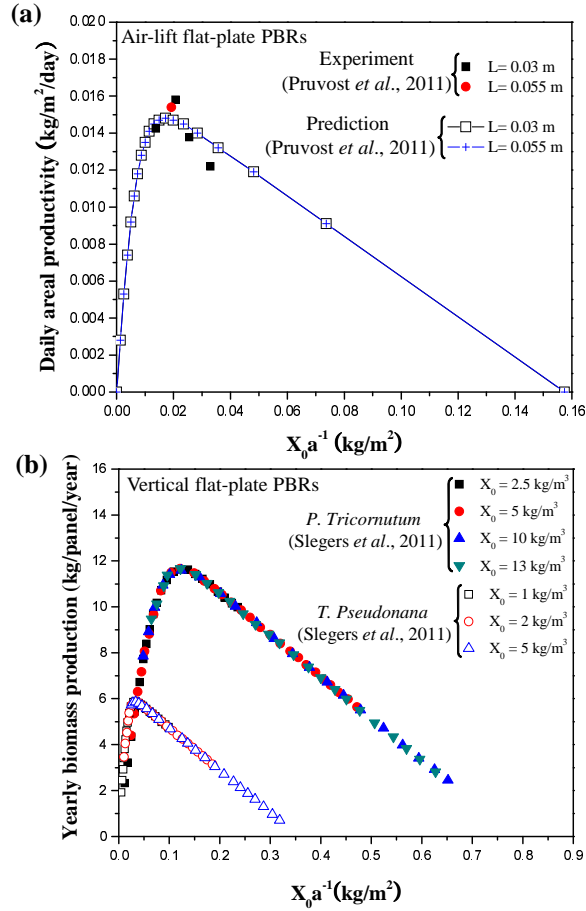 (a)
Air-lift flat-plate PBRs
Experiment
(Pruvost et al., 2011)
L= 0.03 m
L= 0.055 m
Prediction
(Pruvost et al., 2011)
L= 0.03 m
L= 0.055 m
Daily areal productivity (kg/m²/day)
0.020
0.018
0.016
0.014
0.012
0.010
0.008
0.006
0.004
0.002
0.000
0.00 0.02 0.04 0.06 0.08 0.10 0.12 0.14 0.16
X₀a⁻¹ (kg/m²)
(b)
Vertical flat-plate PBRs
P. Tricornutum
(Slegers et al., 2011)
X₀ = 2.5 kg/m³
X₀ = 5 kg/m³
X₀ = 10 kg/m³
X₀ = 13 kg/m³
T. Pseudonana
(Slegers et al., 2011)
X₀ = 1 kg/m³
X₀ = 2 kg/m³
X₀ = 5 kg/m³
Yearly biomass production (kg/panel/year)
16
14
12
10
8
6
4
2
0
0.0 0.1 0.2 0.3 0.4 0.5 0.6 0.7 0.8 0.9
X₀a⁻¹(kg/m²)